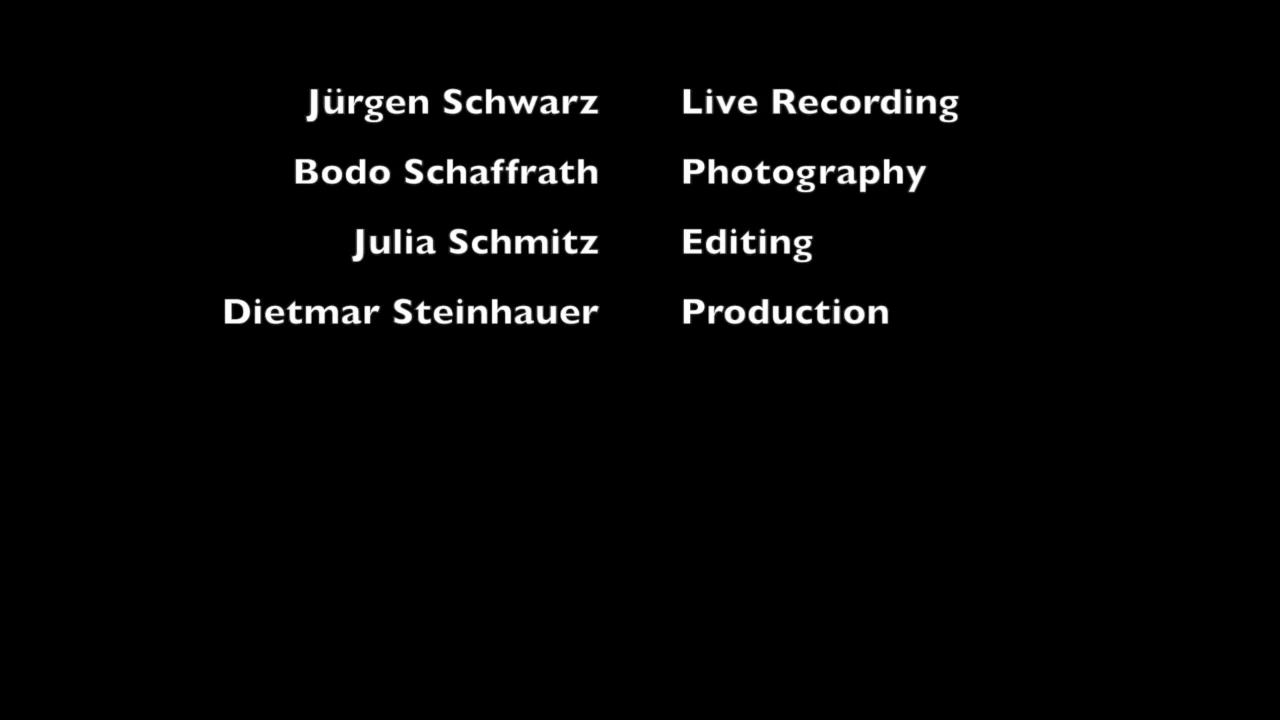 Jürgen Schwarz Live Recording
Bodo Schaffrath Photography
Julia Schmitz Editing
Dietmar Steinhauer Production